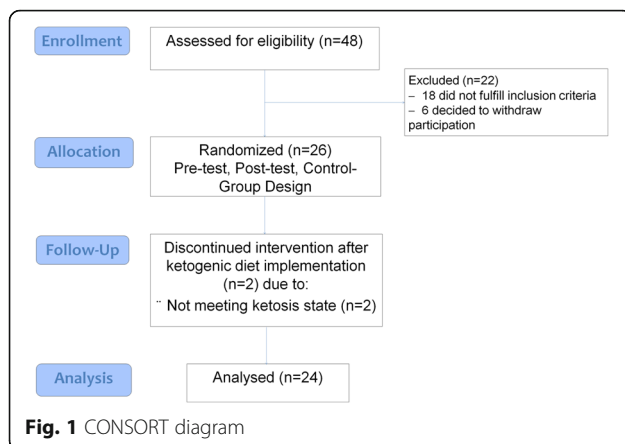 Enrollment
Assessed for eligibility (n=48)
Excluded (n=22)
– 18 did not fulfill inclusion criteria
– 6 decided to withdraw
participation
Allocation
Randomized (n=26)
Pre-test, Post-test, Control-
Group Design
Follow-Up
Discontinued intervention after
ketogenic diet implementation
(n=2) due to:
¨ Not meeting ketosis state (n=2)
Analysis
Analysed (n=24)
Fig. 1 CONSORT diagram